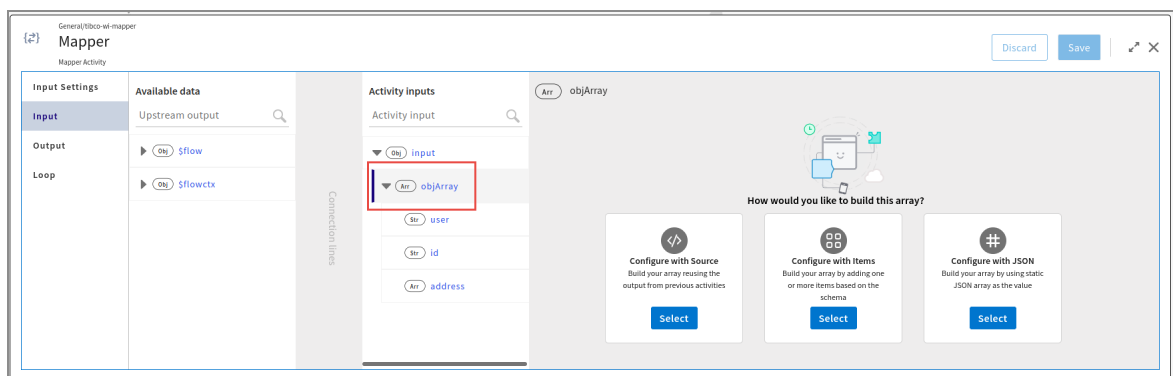 General/tibco-wi-mapper
Mapper
Mapper Activity
Discard
Save
Input Settings
Input
Output
Loop
Available data
Upstream output
Obj $flow
Obj $flowctx
Connection lines
Activity inputs
Activity input
Obj input
Arr objArray
Str user
Str id
Arr address
Arr objArray
How would you like to build this array?
Configure with Source
Build your array reusing the
output from previous activities
Select
Configure with Items
Build your array by adding one
or more items based on the
schema
Select
Configure with JSON
Build your array by using static
JSON array as the value
Select